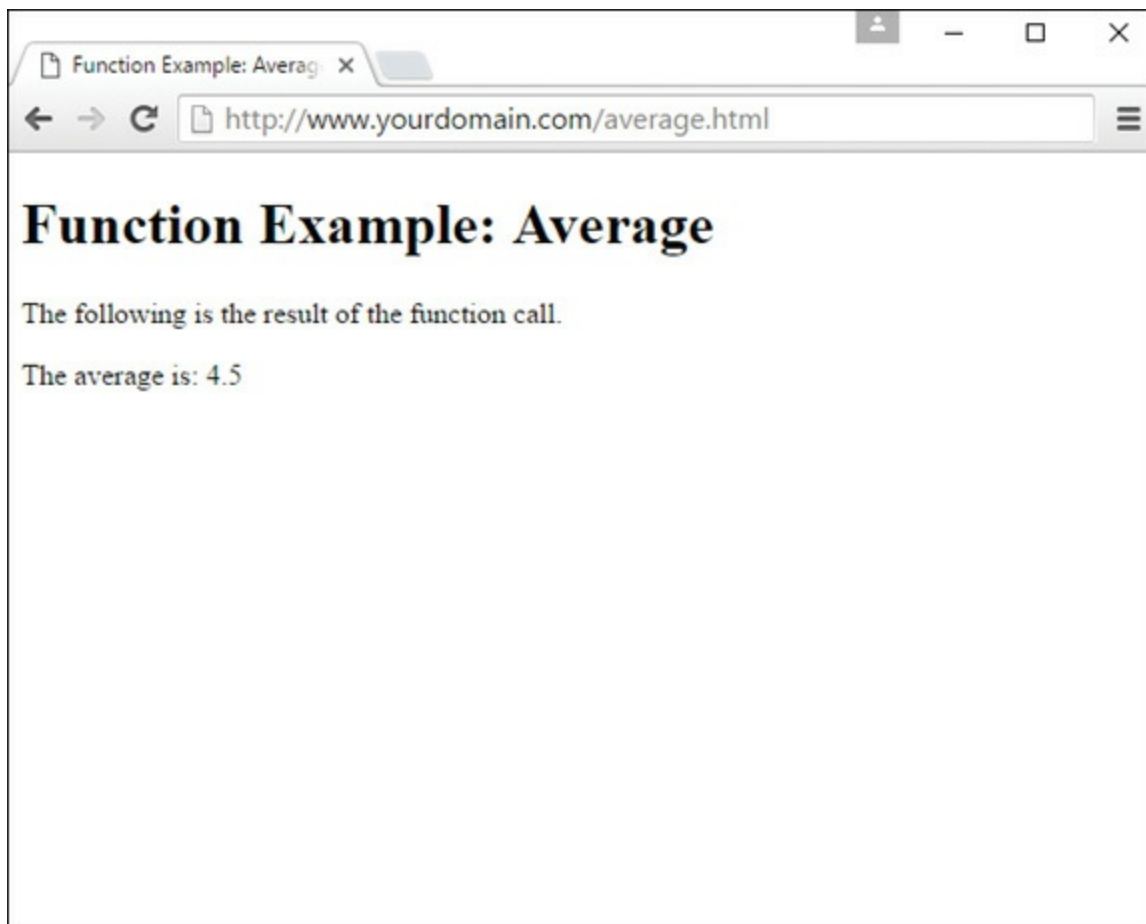 Function Example: Averag
http://www.yourdomain.com/average.html
Function Example: Average
The following is the result of the function call.
The average is: 4.5